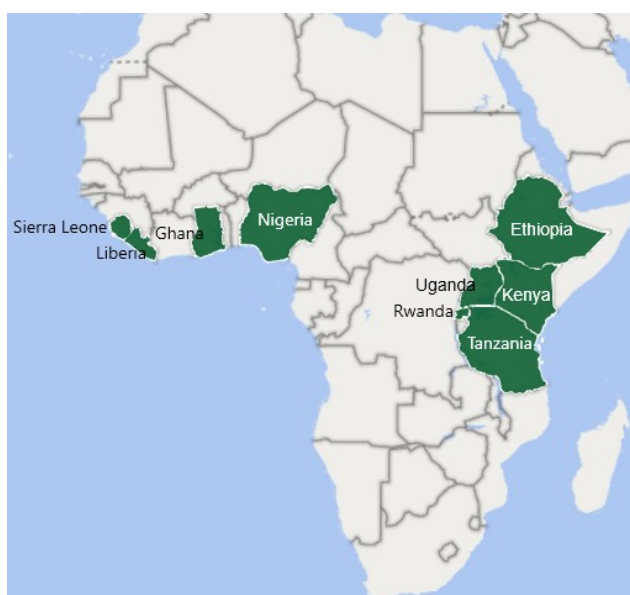 Sierra Leone
Liberia
Ghana
Nigeria
Ethiopia
Uganda
Kenya
Rwanda
Tanzania